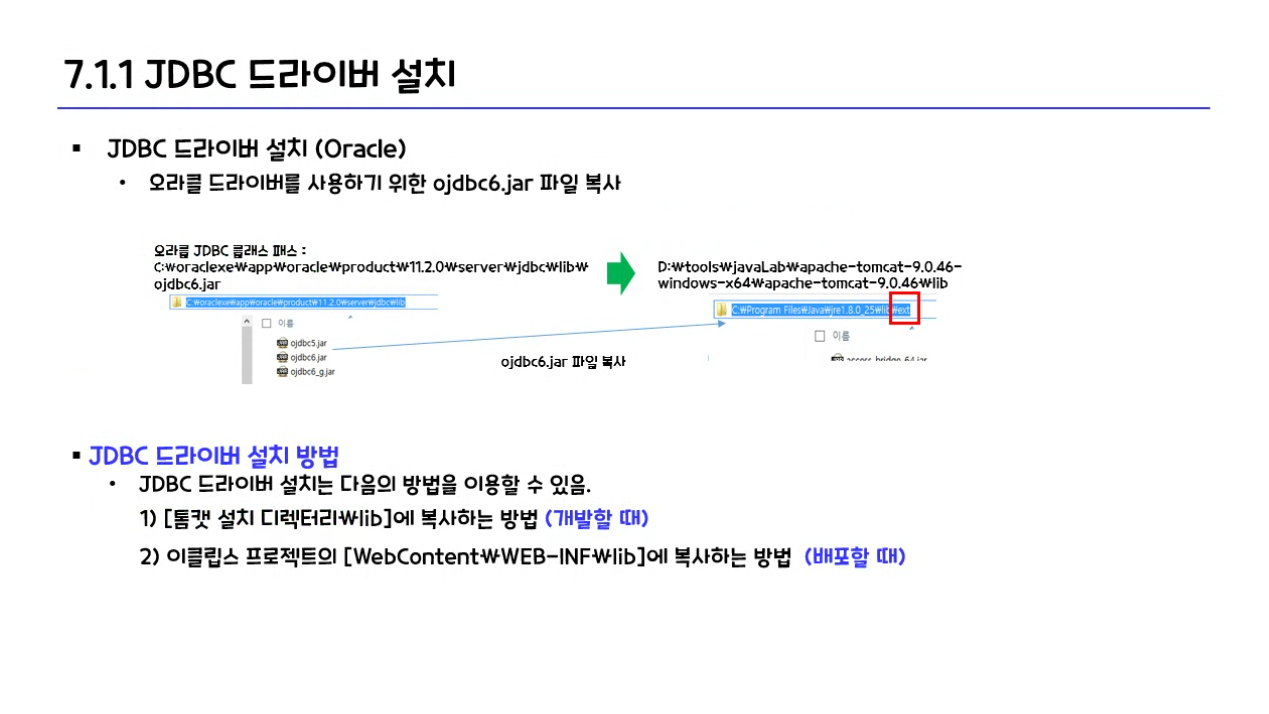 7.1.1 JDBC 드라이버 설치
▪ JDBC 드라이버 설치 (Oracle)
• 오라클 드라이버를 사용하기 위한 ojdbc6.jar 파일 복사
오라클 JDBC 클래스 패스 :
C:₩oraclexe₩app₩oracle₩product₩11.2.0₩server₩jdbc₩lib₩
ojdbc6.jar
D:₩tools₩javaLab₩apache-tomcat-9.0.46-
windows-x64₩apache-tomcat-9.0.46₩lib
C:₩oraclexe₩app₩oracle₩product₩11.2.0₩server₩jdbc₩lib
이름
ojdbc5.jar
ojdbc6.jar
ojdbc6_g.jar
C:₩Program Files₩Java₩jre1.8.0_25₩lib₩ext
이름
access-bridge-64.jar
ojdbc6.jar 파일 복사
▪ JDBC 드라이버 설치 방법
• JDBC 드라이버 설치는 다음의 방법을 이용할 수 있음.
1) [톰캣 설치 디렉터리₩lib]에 복사하는 방법 (개발할 때)
2) 이클립스 프로젝트의 [WebContent₩WEB-INF₩lib]에 복사하는 방법 (배포할 때)